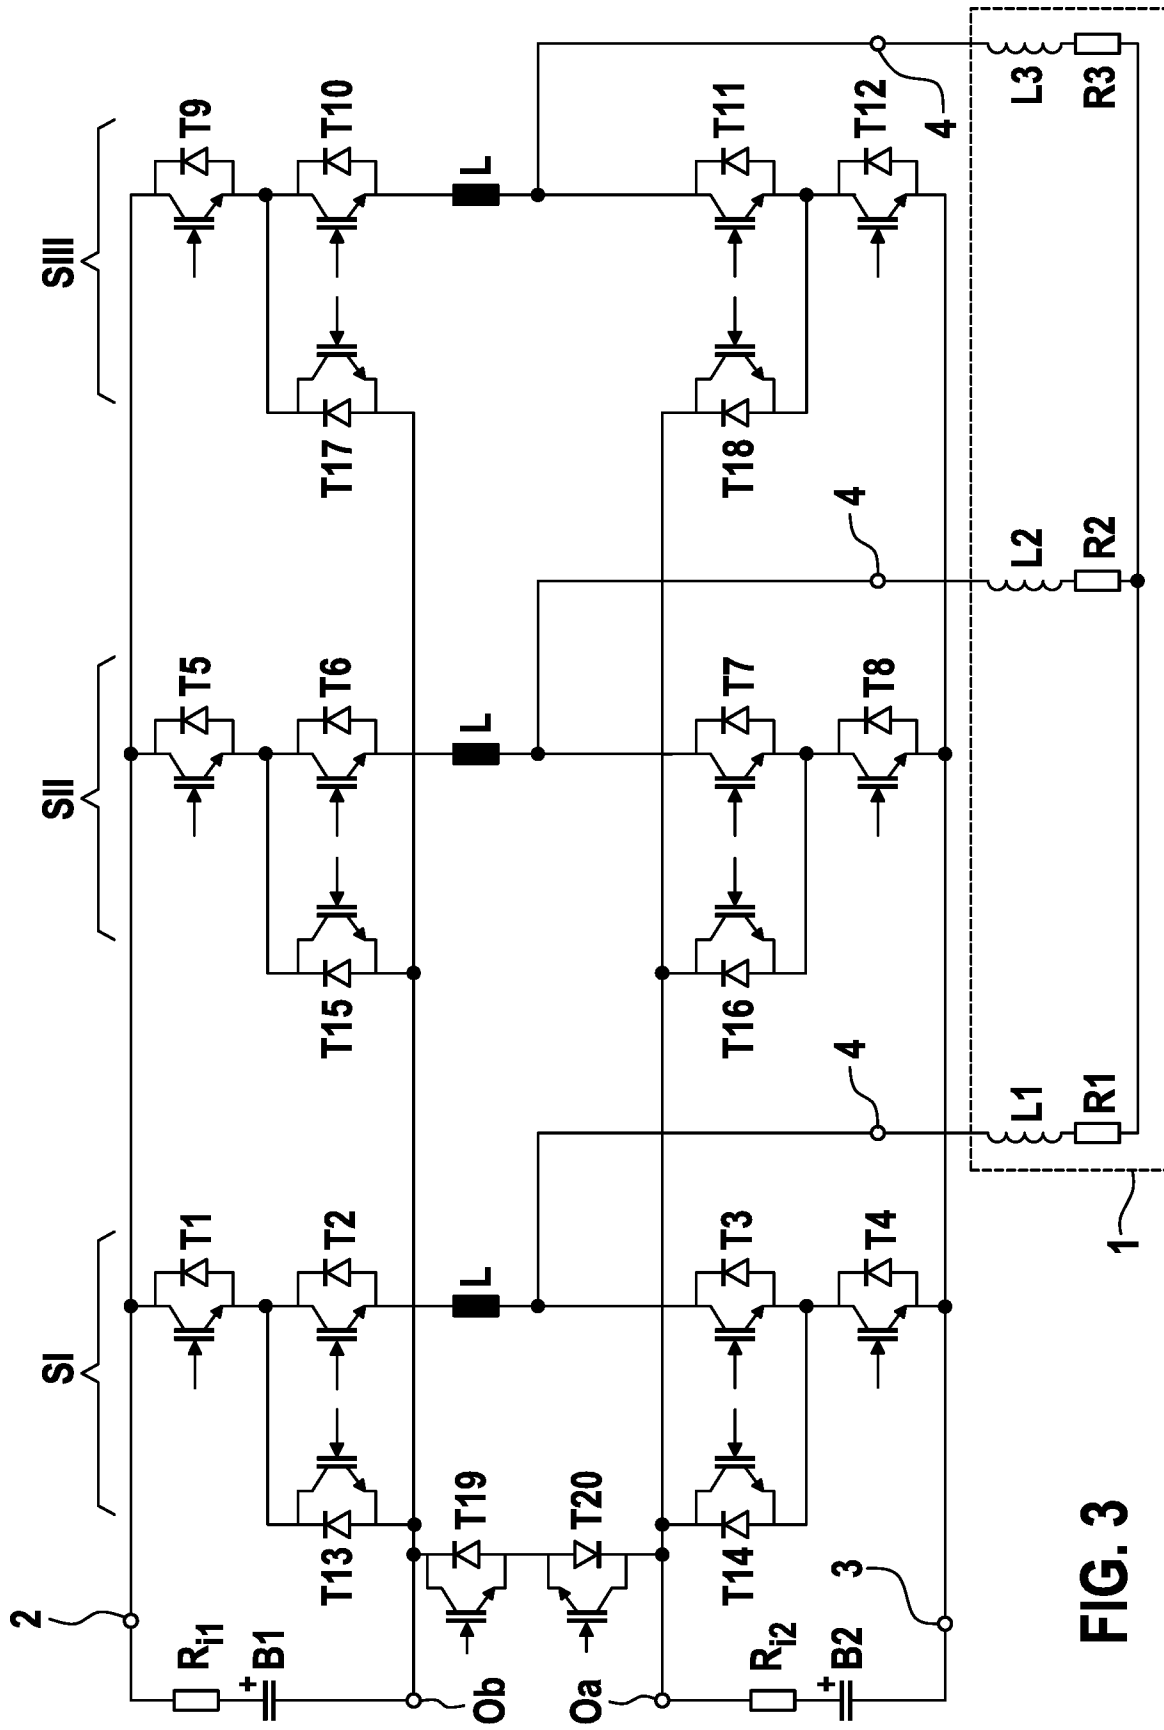 SI
SII
SIII
2
R_i1
+
B1
T1
T5
T9
T13
T2
T15
T6
T17
T10
Ob
T19
L
L
L
Oa
T20
T14
T3
T16
T7
T18
T11
R_i2
+
B2
3
T4
4
T8
4
T12
4
L1
L2
L3
R1
R2
R3
1
FIG. 3